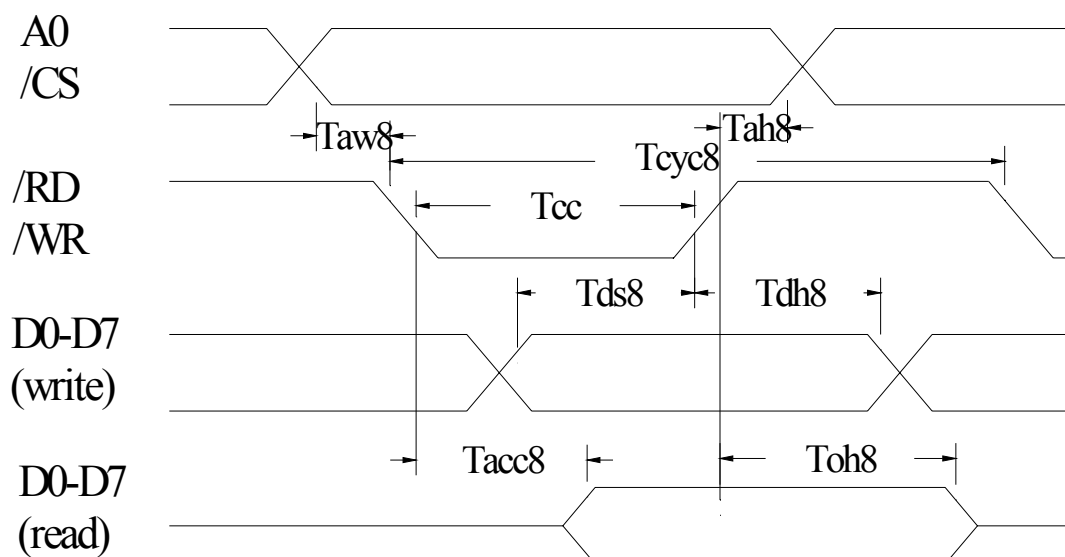 A0
/CS
Taw8
Tah8
Tcyc8
/RD
/WR
Tcc
Tds8
Tdh8
D0-D7
(write)
Tacc8
Toh8
D0-D7
(read)